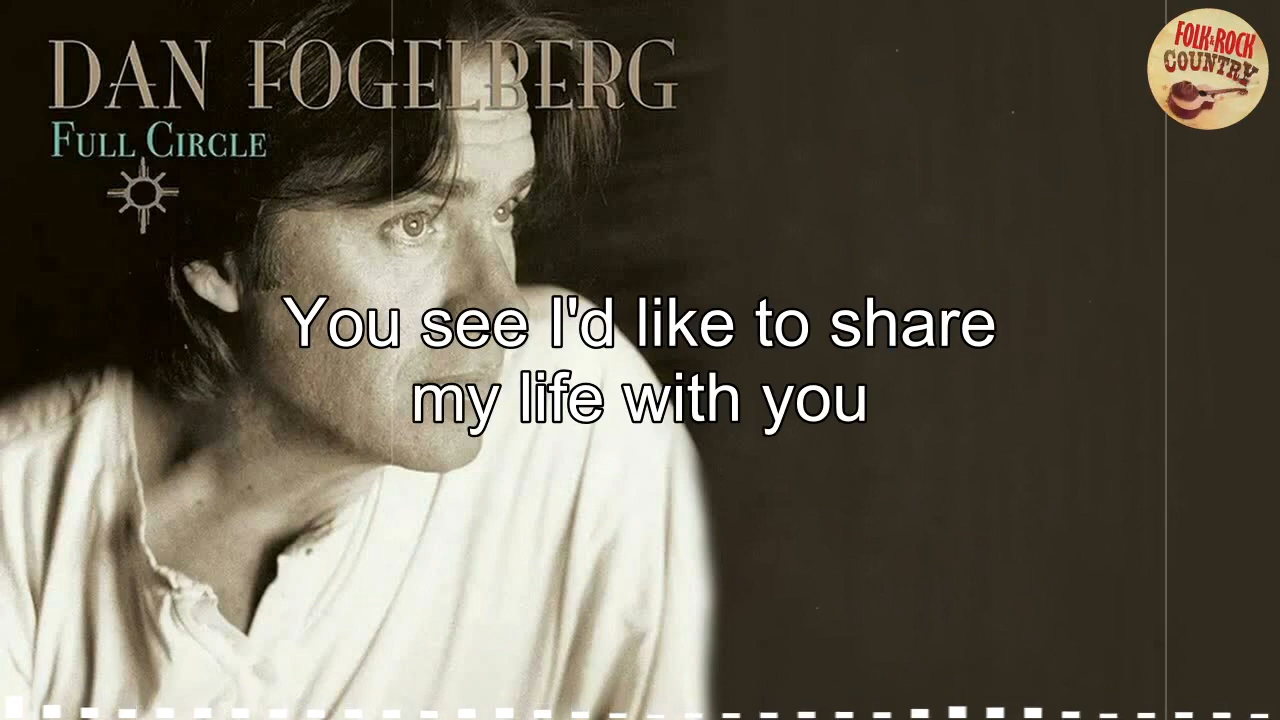 DAN FOGELBERG
FULL CIRCLE
FOLK & ROCK
COUNTRY
You see I'd like to share
my life with you